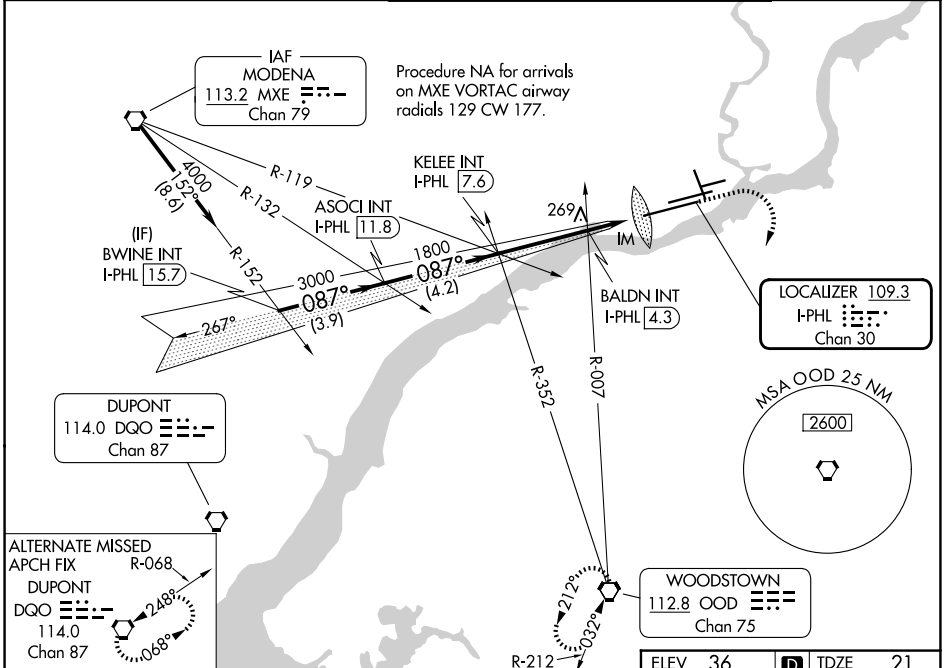 IAF
MODENA
113.2 MXE
Chan 79
Procedure NA for arrivals
on MXE VORTAC airway
radials 129 CW 177.
4000
152°
(8.6)
R-119
R-132
R-152
KELEE INT
I-PHL 7.6
ASOCI INT
I-PHL 11.8
(IF)
BWINE INT
I-PHL 15.7
269
IM
3000
087°
(3.9)
1800
087°
(4.2)
267°
BALDN INT
I-PHL 4.3
LOCALIZER 109.3
I-PHL
Chan 30
R-352
R-007
MSA OOD 25 NM
2600
DUPONT
114.0 DQO
Chan 87
ALTERNATE MISSED
APCH FIX
R-068
DUPONT
DQO
114.0
Chan 87
248°
068°
212°
032°
R-212
WOODSTOWN
112.8 OOD
Chan 75
ELEV 36 D TDZE 21